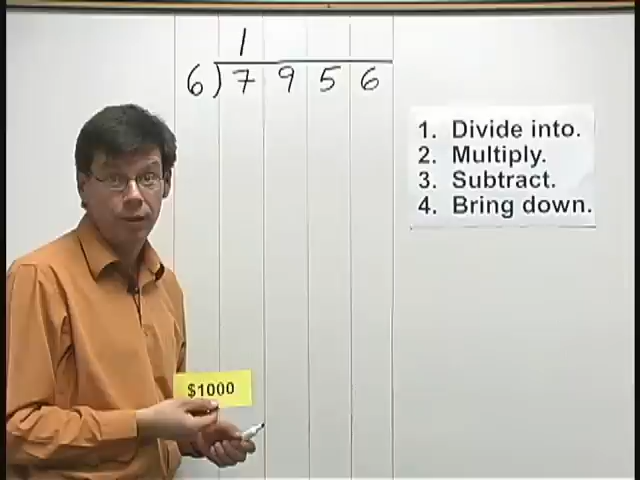 1
6)7956
1. Divide into.
2. Multiply.
3. Subtract.
4. Bring down.
$1000